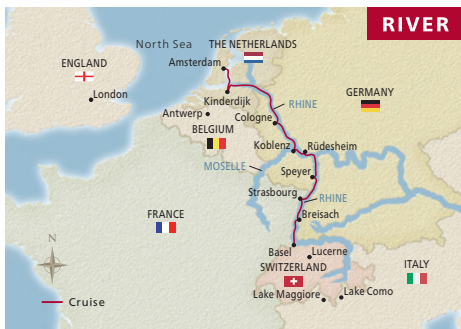 RIVER
North Sea
THE NETHERLANDS
ENGLAND
Amsterdam
London
Kinderdijk
RHINE
GERMANY
Antwerp
Cologne
BELGIUM
Koblenz
Rüdesheim
MOSELLE
Speyer
Strasbourg
RHINE
FRANCE
Breisach
N
Basel
Lucerne
SWITZERLAND
ITALY
Lake Maggiore
Lake Como
Cruise